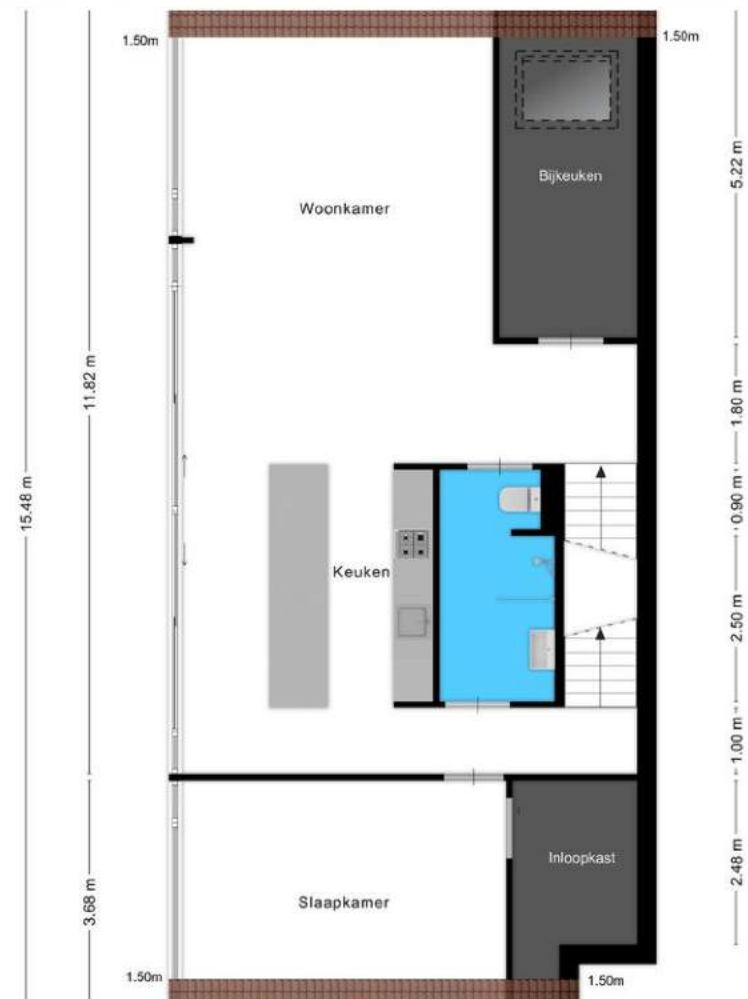 1.50m
1.50m
Woonkamer
Bijkeuken
5.22 m
11.82 m
1.80 m
15.48 m
0.90 m
Keuken
2.50 m
1.00 m
Inloopkast
2.48 m
Slaapkamer
3.68 m
1.50m
1.50m